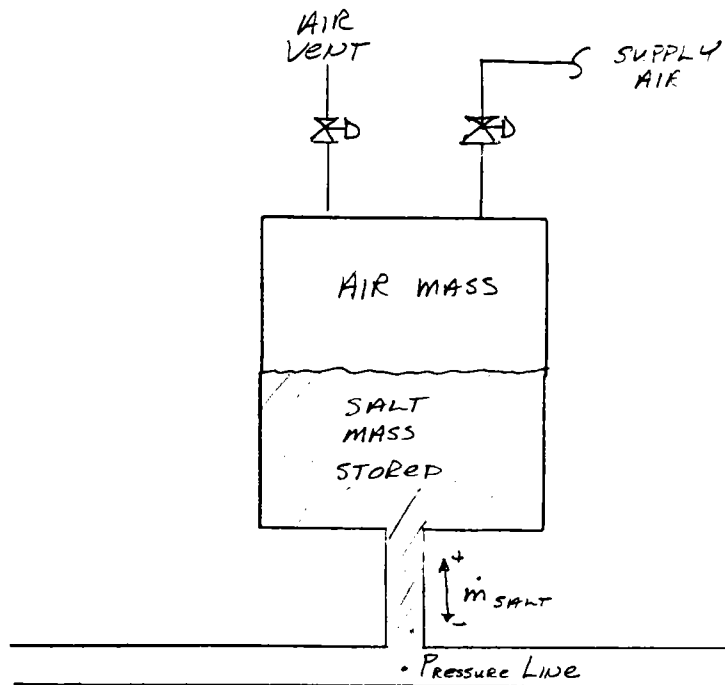 AIR
VENT
SUPPLY
AIR
AIR MASS
SALT
MASS
STORED
+
ṁ SALT
-
• PRESSURE LINE